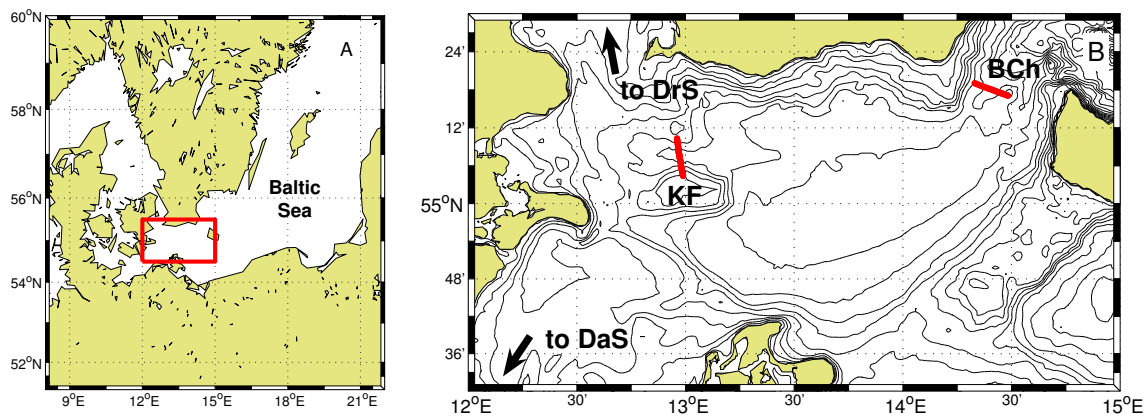 60°N
58°N
56°N
54°N
52°N
9°E 12°E 15°E 18°E 21°E
A
Baltic
Sea
24'
12'
55°N
48'
36'
12°E 30' 13°E 30' 14°E 30' 15°E
B
BCh
to DrS
KF
to DaS